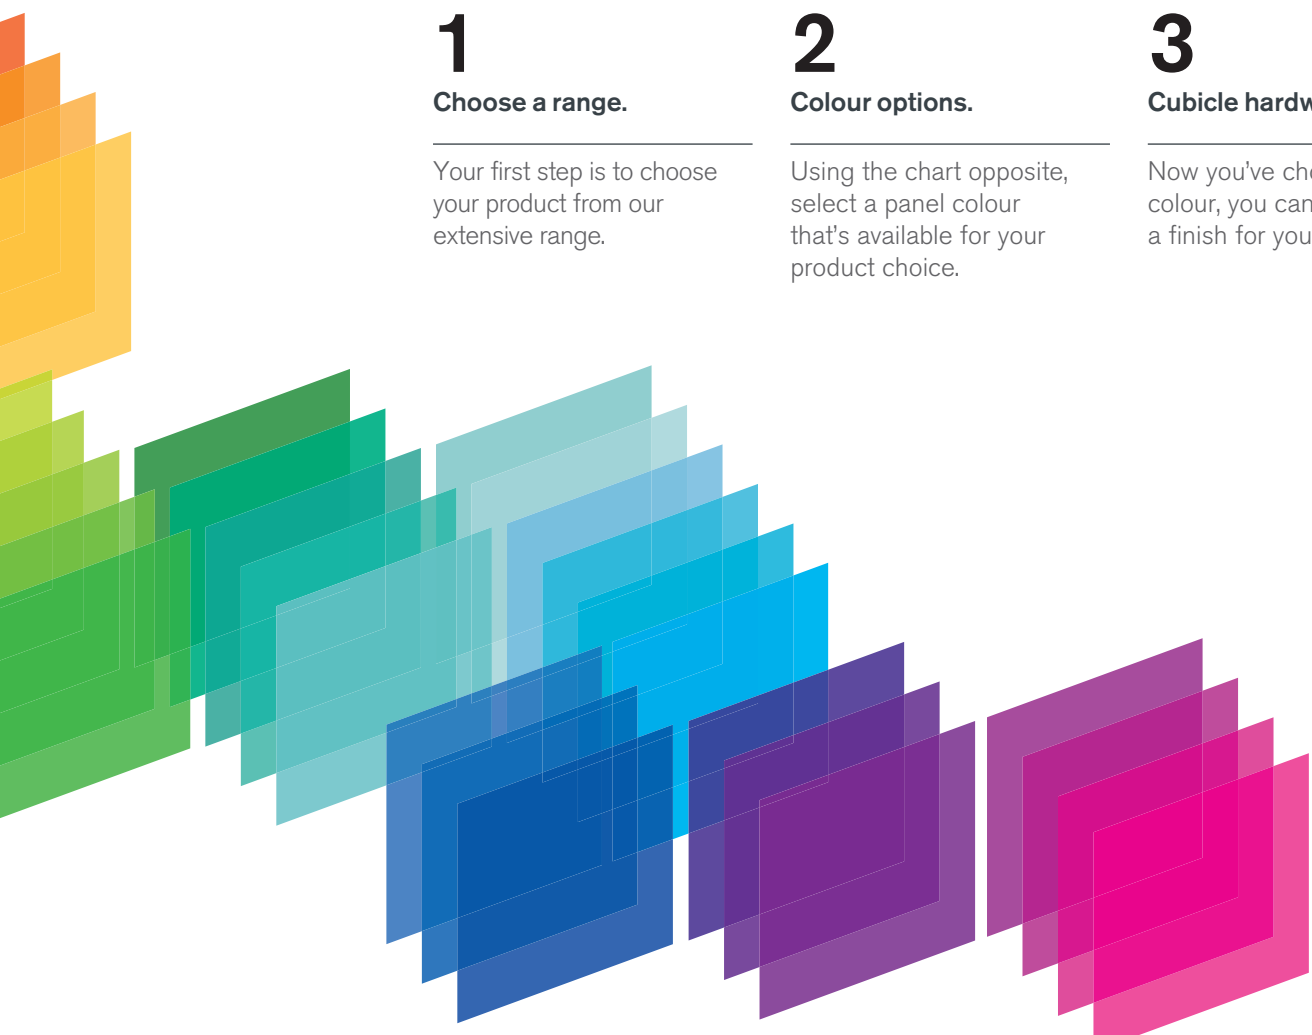 1
Choose a range.
Your first step is to choose
your product from our
extensive range.
2
Colour options.
Using the chart opposite,
select a panel colour
that's available for your
product choice.
3
Cubicle
Now you've
colour, you can
a finish for